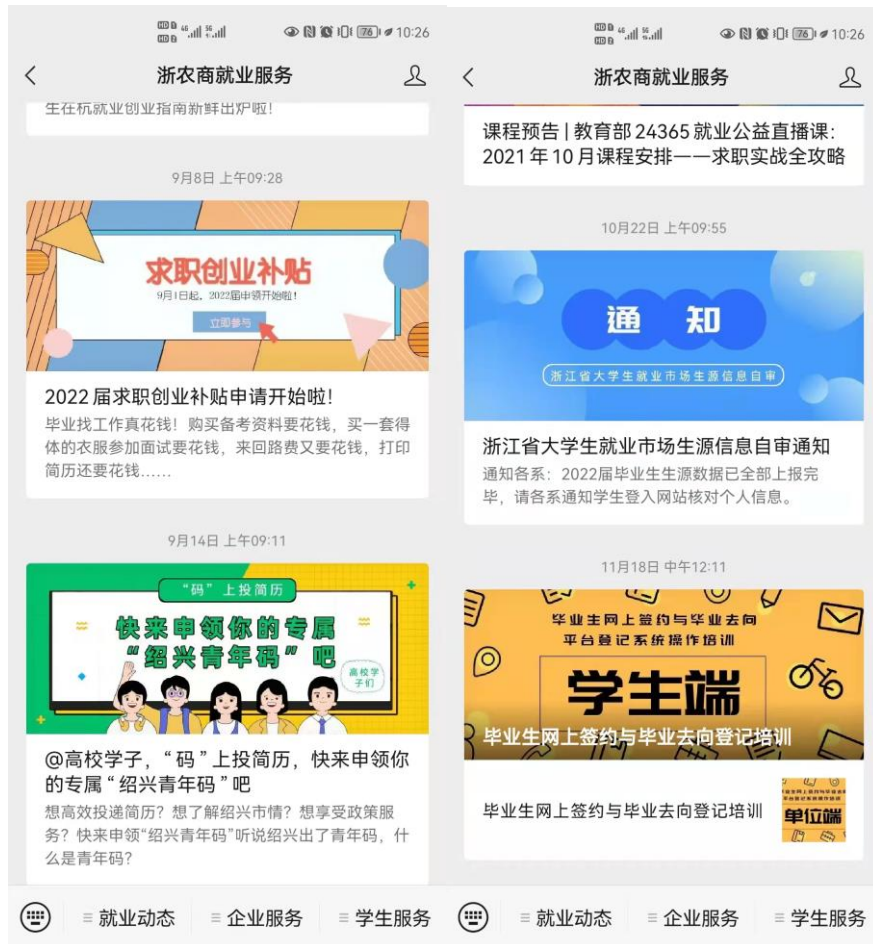 10:26
浙农商就业服务
生在杭就业创业指南新鲜出炉啦!
9月8日 上午09:28
求职创业补贴
9月1日起,2022届申领开始啦!
立即参与
2022届求职创业补贴申请开始啦!
毕业找工作真花钱!购买备考资料要花钱,买一套得
体的衣服参加面试要花钱,来回路费又要花钱,打印
简历还要花钱……
9月14日 上午09:11
“码”上投简历
快来申领你的专属
“绍兴青年码”吧
高校学
子们
@高校学子,“码”上投简历,快来申领你
的专属“绍兴青年码”吧
想高效投递简历?想了解绍兴市情?想享受政策服
务?快来申领“绍兴青年码”听说绍兴出了青年码,什
么是青年码?
就业动态
企业服务
学生服务
76 10:26
浙农商就业服务
课程预告|教育部24365就业公益直播课:
2021年10月课程安排——求职实战全攻略
10月22日 上午09:55
通 知
(浙江省大学生就业市场生源信息自审)
浙江省大学生就业市场生源信息自审通知
通知各系:2022届毕业生生源数据已全部上报完
毕,请各系通知学生登入网站核对个人信息。
11月18日 中午12:11
毕业生网上签约与毕业去向
平台登记系统操作培训
学生端
毕业生网上签约与毕业去向登记培训
毕业生网上签约与毕业去向登记培训
单位端
就业动态
企业服务
学生服务